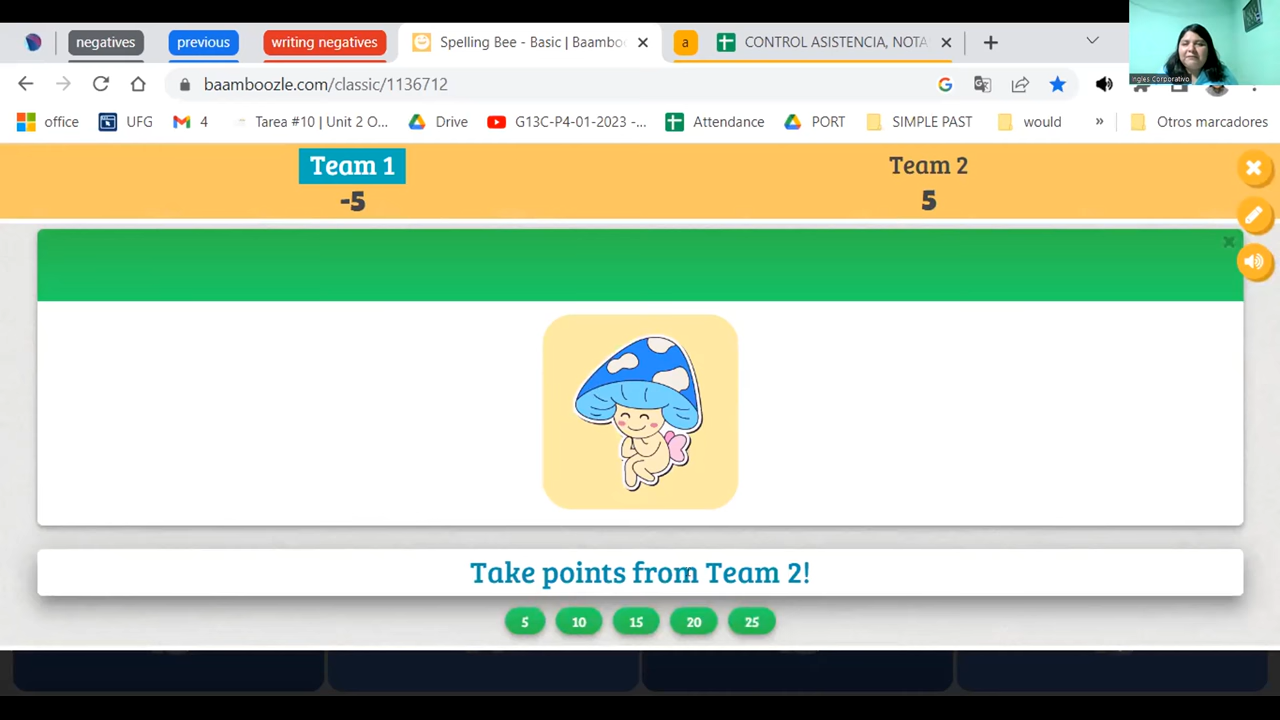 negatives previous writing negatives Spelling Bee - Basic | Baambo a CONTROL ASISTENCIA, NOTA
baamboozle.com/classic/1136712
Ingles Corporativo
office UFG 4 Tarea #10 | Unit 2 O... Drive G13C-P4-01-2023 -... Attendance PORT SIMPLE PAST would » Otros marcadores
Team 1 Team 2
-5 5
Take points from Team 2!
5 10 15 20 25